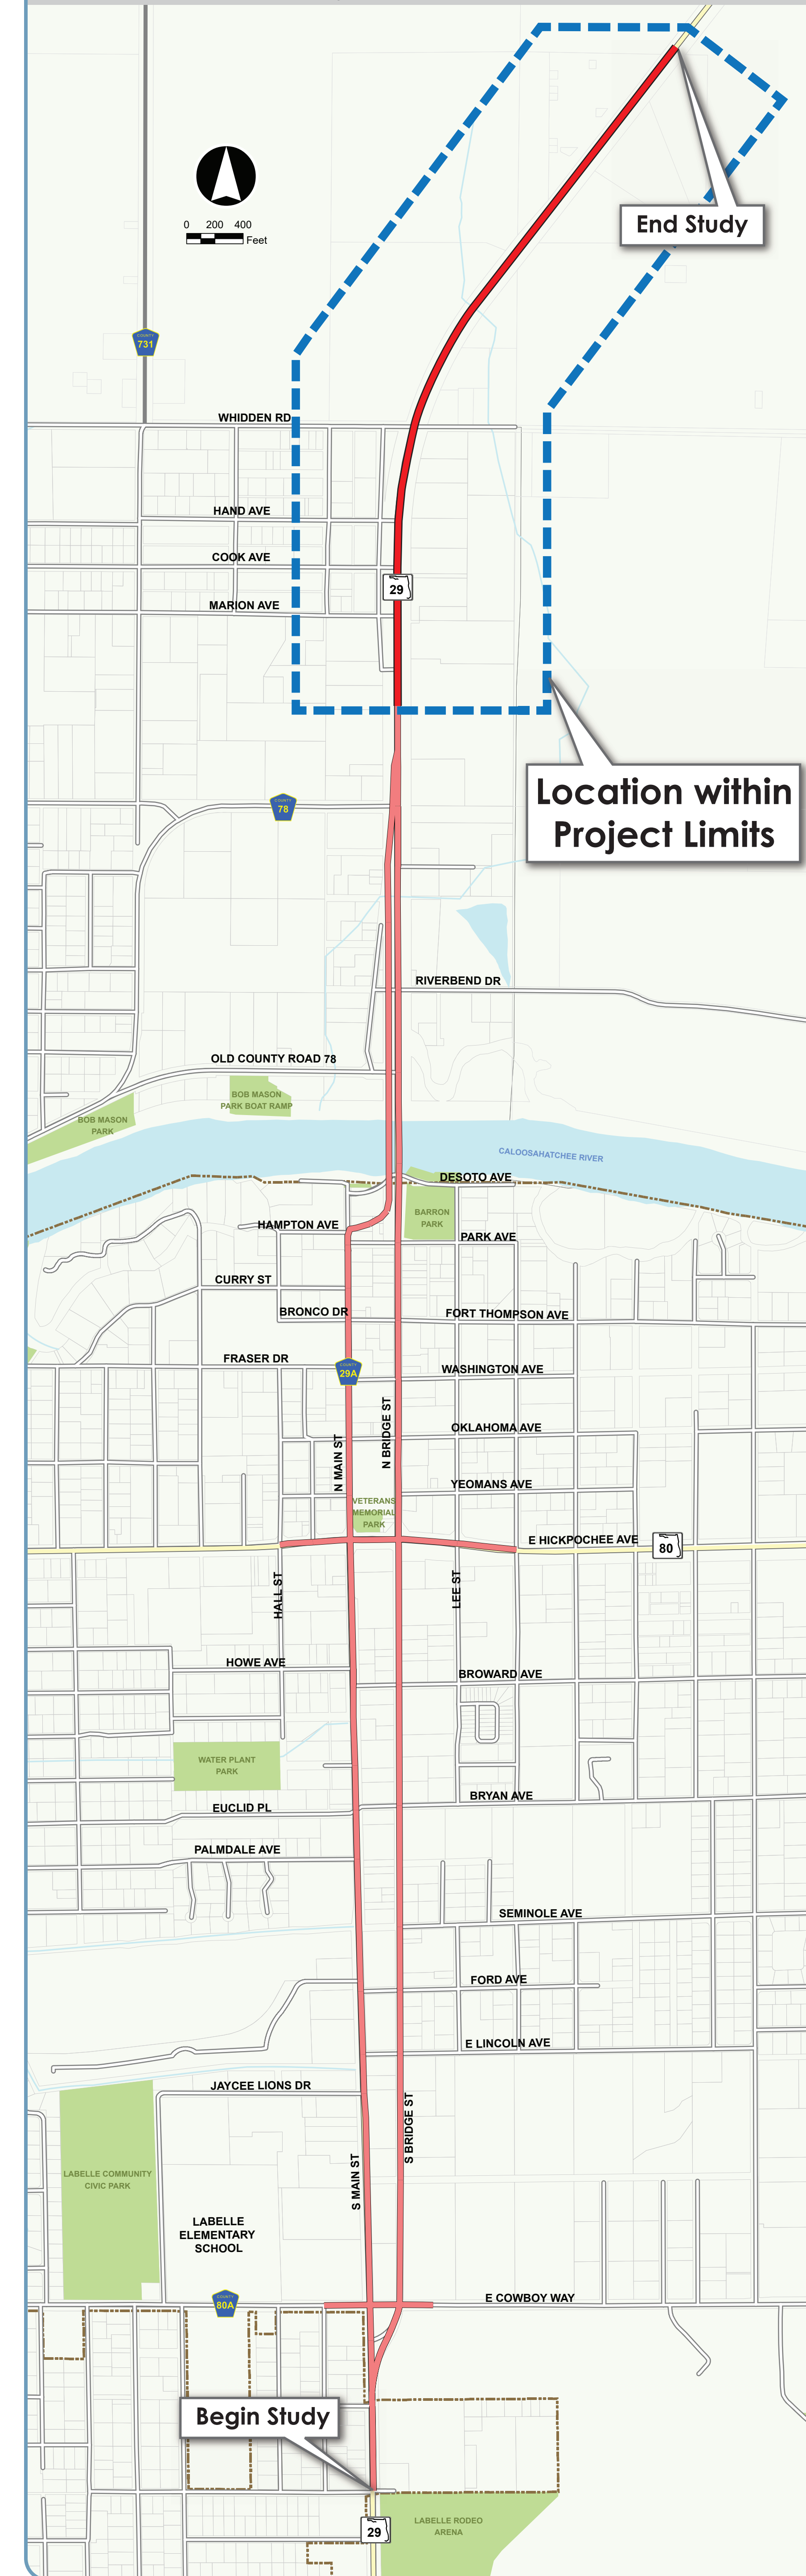 End Study
0 200 400
Feet
COUNTY
731
WHIDDEN RD
HAND AVE
COOK AVE
29
MARION AVE
Location within
Project Limits
COUNTY
78
RIVERBEND DR
OLD COUNTY ROAD 78
BOB MASON
PARK BOAT RAMP
BOB MASON
PARK
CALOOSAHATCHEE RIVER
DESOTO AVE
BARRON
PARK
HAMPTON AVE
PARK AVE
CURRY ST
BRONCO DR
FORT THOMPSON AVE
FRASER DR
COUNTY
29A
WASHINGTON AVE
N BRIDGE ST
OKLAHOMA AVE
N MAIN ST
YEOMANS AVE
VETERANS
MEMORIAL
PARK
E HICKPOCHEE AVE
80
HALL ST
LEE ST
HOWE AVE
BROWARD AVE
WATER PLANT
PARK
BRYAN AVE
EUCLID PL
PALMDALE AVE
SEMINOLE AVE
FORD AVE
E LINCOLN AVE
JAYCEE LIONS DR
S BRIDGE ST
S MAIN ST
LABELLE COMMUNITY
CIVIC PARK
LABELLE
ELEMENTARY
SCHOOL
COUNTY
80A
E COWBOY WAY
Begin Study
29
LABELLE RODEO
ARENA